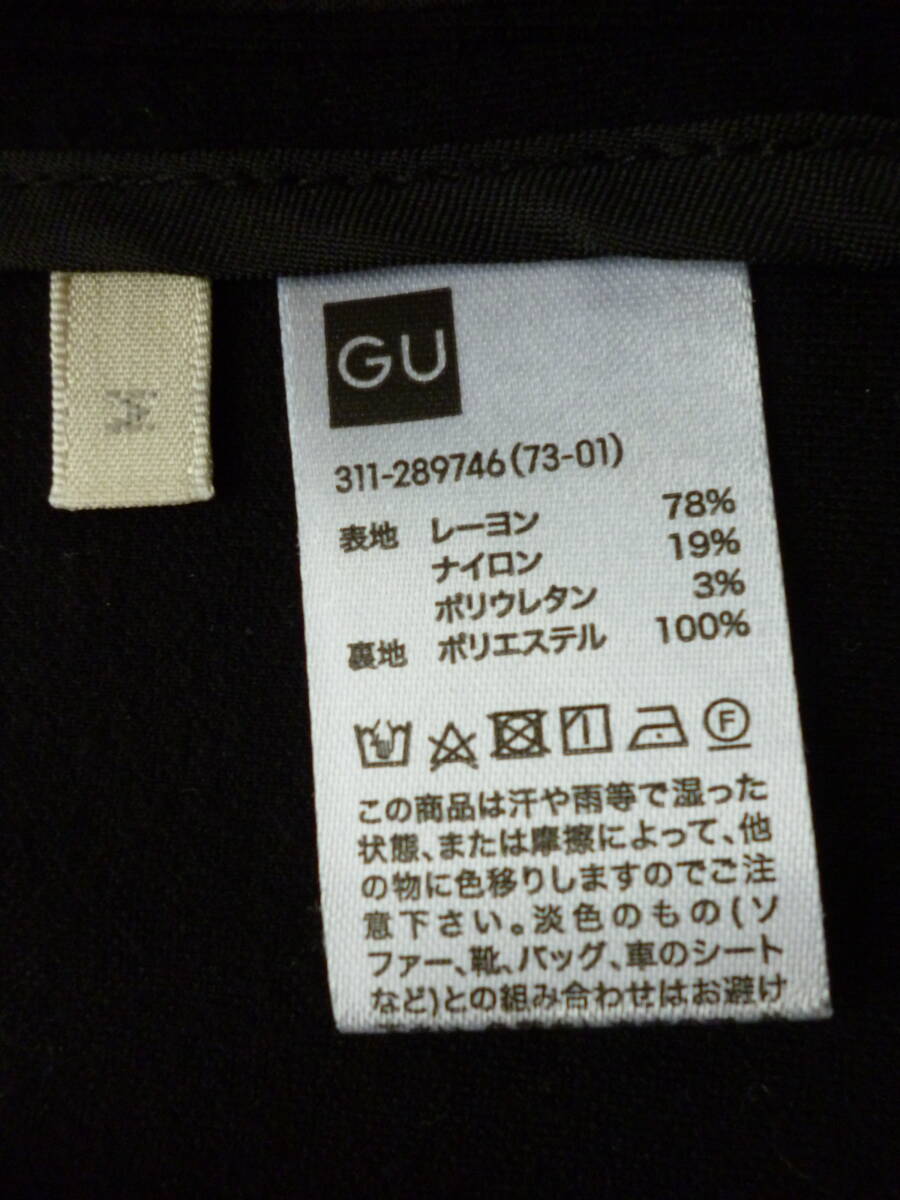 GU
311-289746(73-01)
表地 レーヨン 78%
ナイロン 19%
ポリウレタン 3%
裏地 ポリエステル 100%
F
この商品は汗や雨等で湿った
状態、または摩擦によって、他
の物に色移りしますのでご注
意下さい。淡色のもの(ソ
ファー、靴、バッグ、車のシート
など)との組み合わせはお避け